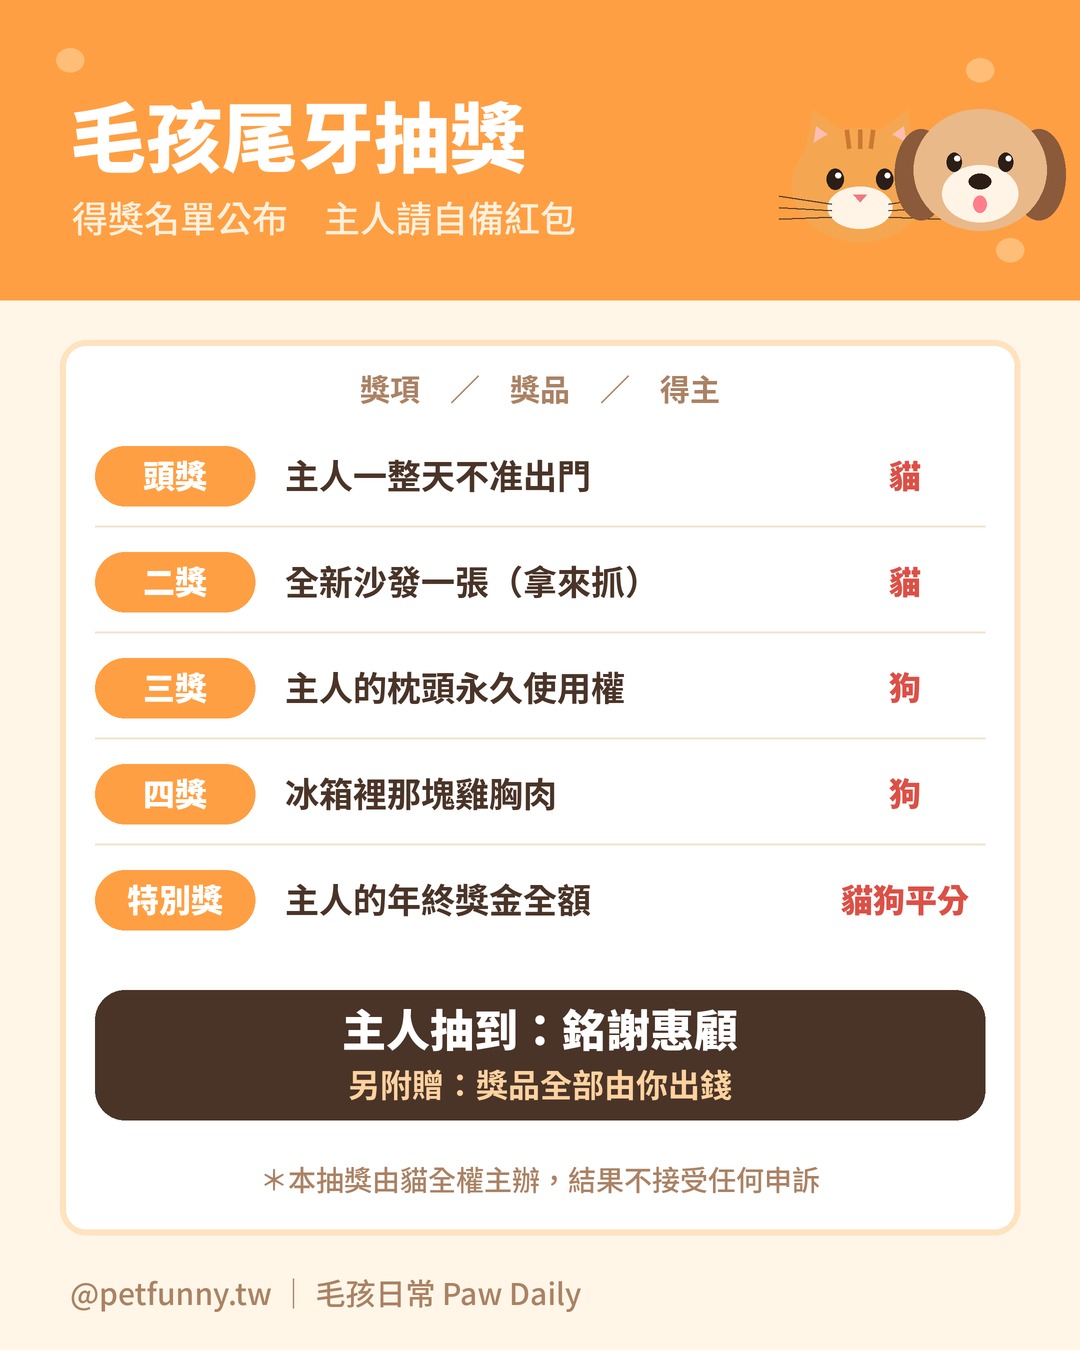 毛孩尾牙抽獎
得獎名單公布　主人請自備紅包
獎項　／　獎品　／　得主
頭獎　主人一整天不准出門　貓
二獎　全新沙發一張（拿來抓）　貓
三獎　主人的枕頭永久使用權　狗
四獎　冰箱裡那塊雞胸肉　狗
特別獎　主人的年終獎金全額　貓狗平分
主人抽到：銘謝惠顧
另附贈：獎品全部由你出錢
＊本抽獎由貓全權主辦，結果不接受任何申訴
@petfunny.tw｜毛孩日常 Paw Daily